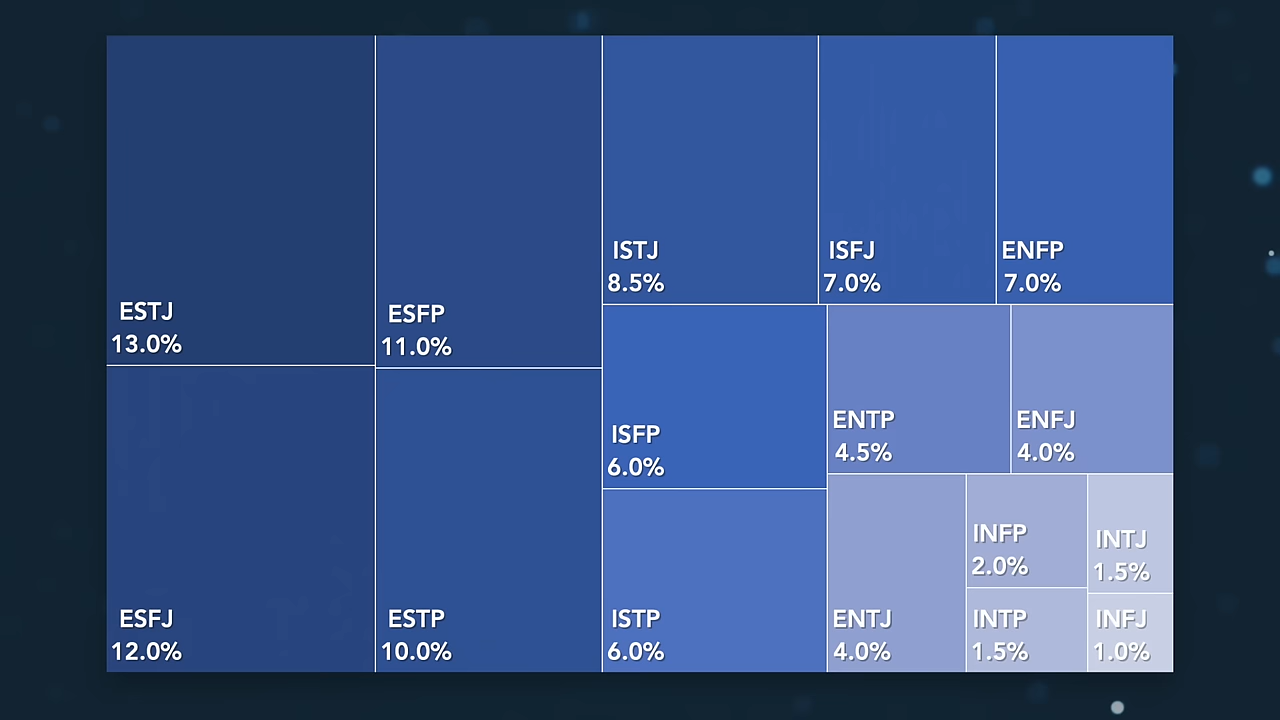 ESTJ
13.0%
ESFP
11.0%
ISTJ
8.5%
ISFJ
7.0%
ENFP
7.0%
ESFJ
12.0%
ESTP
10.0%
ISFP
6.0%
ISTP
6.0%
ENTP
4.5%
ENFJ
4.0%
ENTJ
4.0%
INFP
2.0%
INTP
1.5%
INTJ
1.5%
INFJ
1.0%